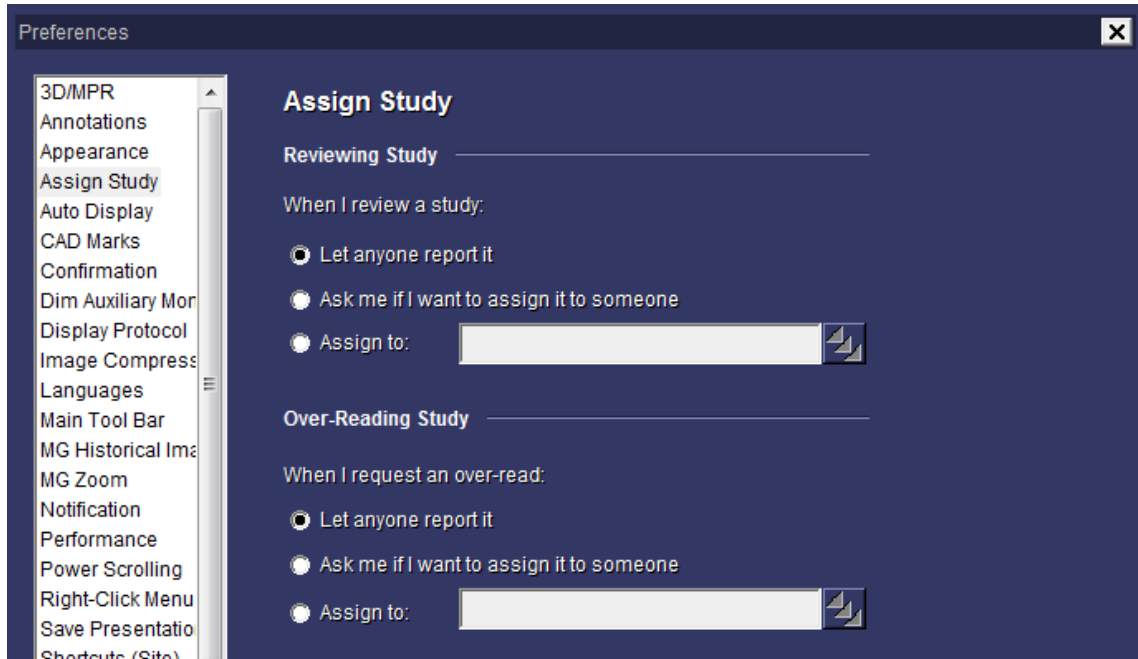 Preferences
3D/MPR
Annotations
Appearance
Assign Study
Auto Display
CAD Marks
Confirmation
Dim Auxiliary Mon
Display Protocol
Image Compress
Languages
Main Tool Bar
MG Historical Ima
MG Zoom
Notification
Performance
Power Scrolling
Right-Click Menu
Save Presentatio
Shortcuts (Site)
Assign Study
Reviewing Study
When I review a study:
Let anyone report it
Ask me if I want to assign it to someone
Assign to:
Over-Reading Study
When I request an over-read:
Let anyone report it
Ask me if I want to assign it to someone
Assign to: